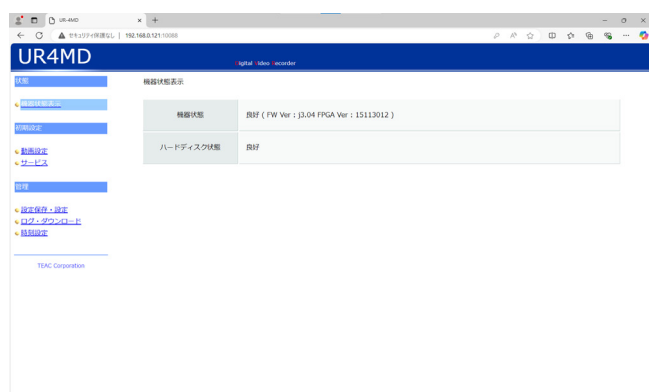 UR-4MD
セキュリティ保護なし | 192.168.0.121:10088
UR4MD
Digital Video Recorder
状態
機器状態表示
初期設定
動画設定
サービス
管理
設定保存・設定
ログ・ダウンロード
時刻設定
TEAC Corporation
機器状態表示
機器状態 良好 ( FW Ver : j3.04 FPGA Ver : 15113012 )
ハードディスク状態 良好